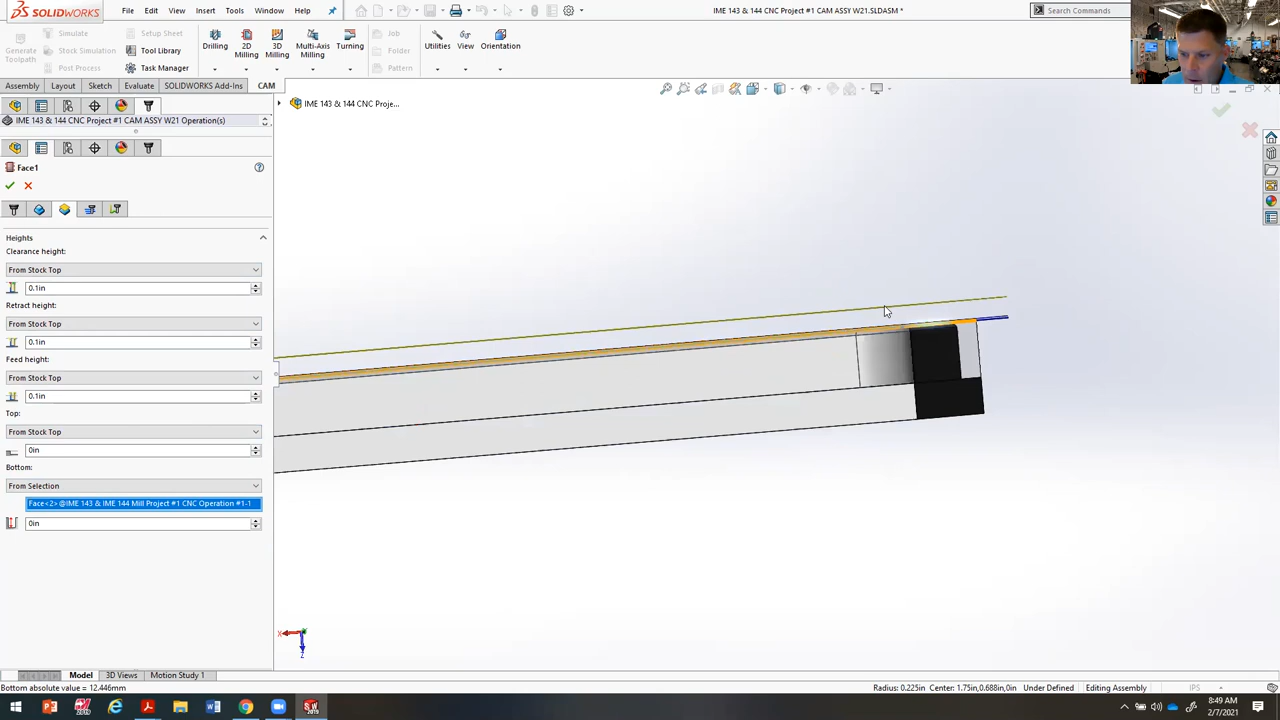 SOLIDWORKS
File
Edit
View
Insert
Tools
Window
Help
IME 143 & 144 CNC Project #1 CAM ASSY W21.SLDASM *
Search Commands
Generate
Toolpath
Simulate
Stock Simulation
Post Process
Setup Sheet
Tool Library
Task Manager
Drilling
2D
Milling
3D
Milling
Multi-Axis
Milling
Turning
Job
Folder
Pattern
Utilities
View
Orientation
Assembly
Layout
Sketch
Evaluate
SOLIDWORKS Add-Ins
CAM
IME 143 & 144 CNC Proje...
IME 143 & 144 CNC Project #1 CAM ASSY W21 Operation(s)
Face1
Heights
Clearance height:
From Stock Top
0.1in
Retract height:
From Stock Top
0.1in
Feed height:
From Stock Top
0.1in
Top:
From Stock Top
0in
Bottom:
From Selection
Face<2>@IME 143 & IME 144 Mill Project #1 CNC Operation #1-1
0in
X
Z
Model
3D Views
Motion Study 1
Bottom absolute value = 12.446mm
Radius: 0.225in Center: 1.75in,0.688in,0in
Under Defined
Editing Assembly
IPS
8:49 AM
2/7/2021